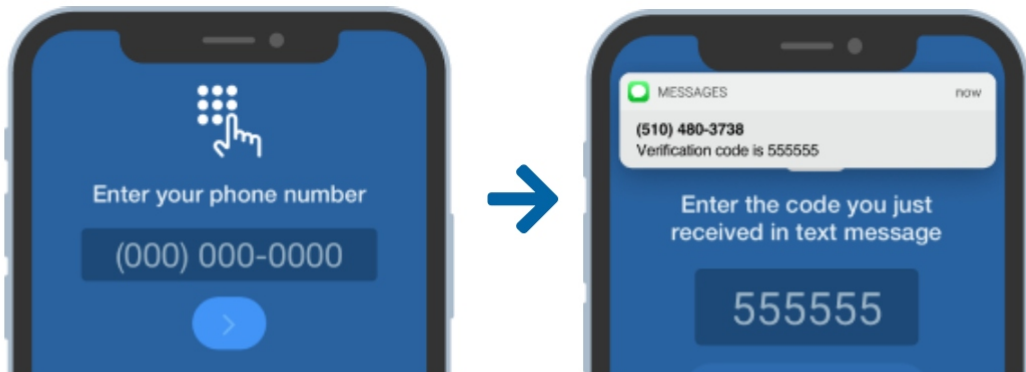 Enter your phone number
(000) 000-0000
MESSAGES now
(510) 480-3738
Verification code is 555555
Enter the code you just
received in text message
555555